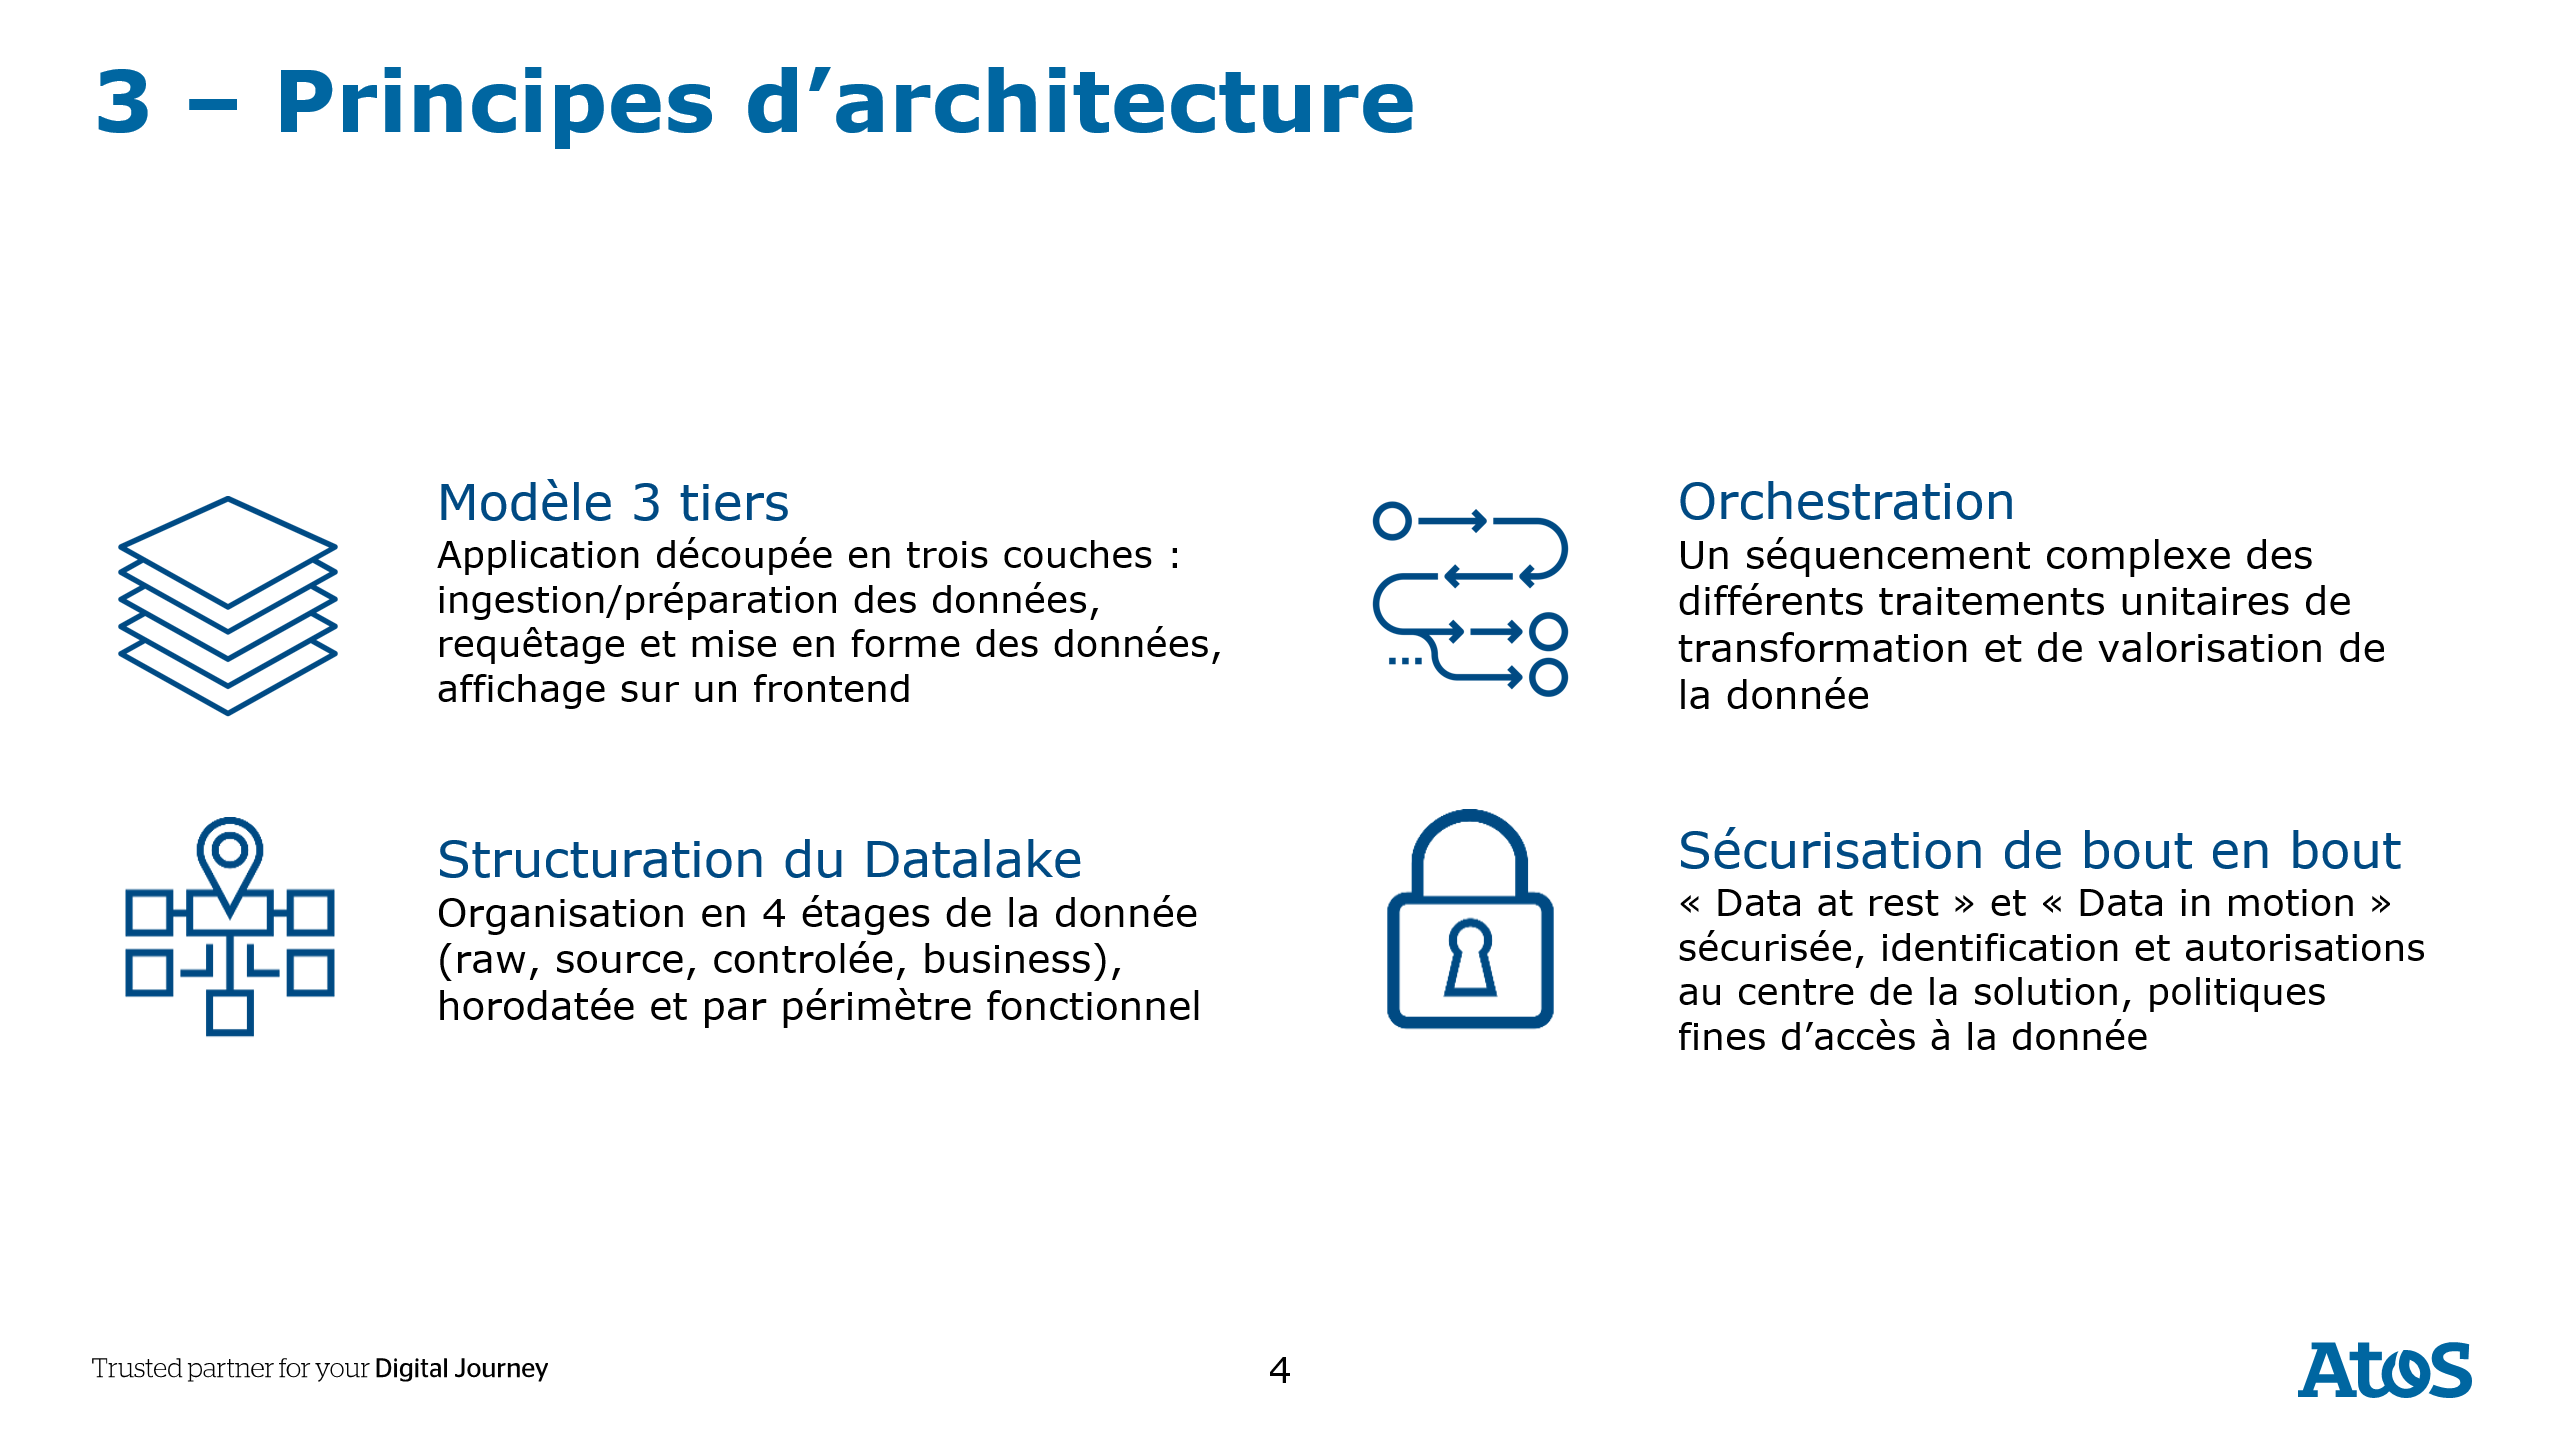 3 – Principes d’architecture
Modèle 3 tiers
Application découpée en trois couches :
ingestion/préparation des données,
requêtage et mise en forme des données,
affichage sur un frontend
Orchestration
Un séquencement complexe des
différents traitements unitaires de
transformation et de valorisation de
la donnée
Structuration du Datalake
Organisation en 4 étages de la donnée
(raw, source, controlée, business),
horodatée et par périmètre fonctionnel
Sécurisation de bout en bout
« Data at rest » et « Data in motion »
sécurisée, identification et autorisations
au centre de la solution, politiques
fines d’accès à la donnée
Trusted partner for your Digital Journey
4
Atos